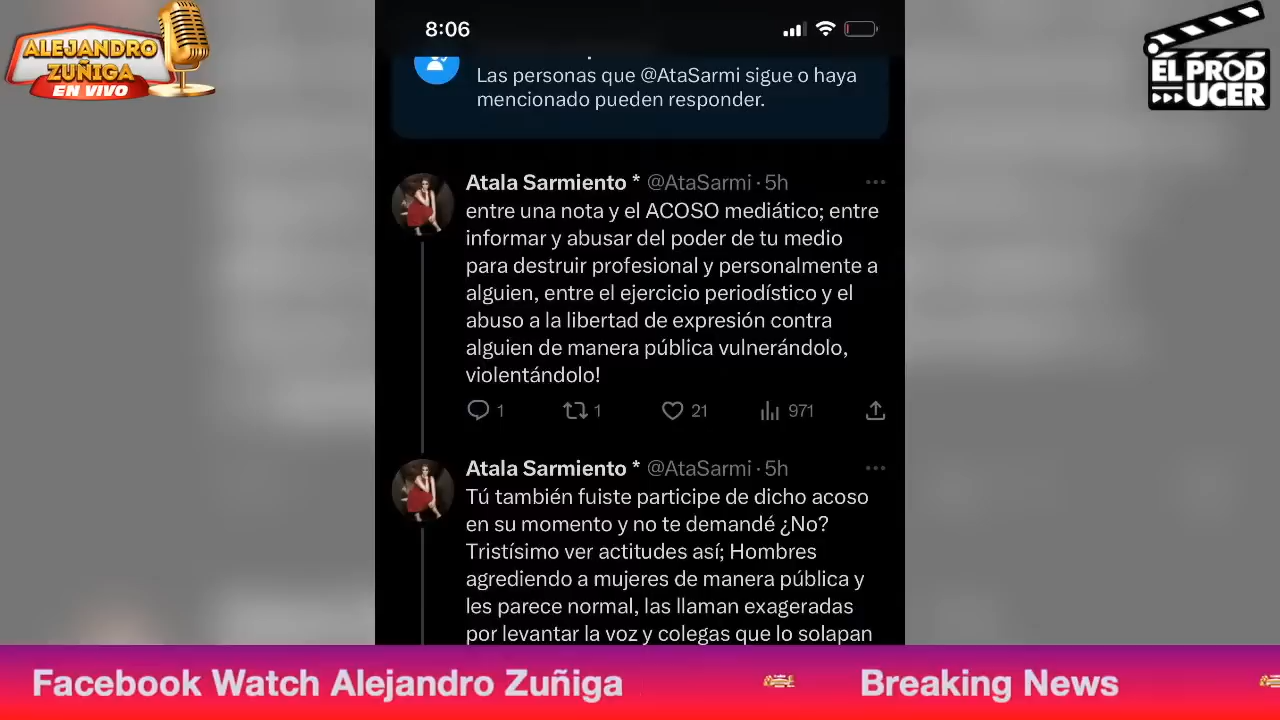 ALEJANDRO
ZUÑIGA
EN VIVO
8:06
EL PROD
UCER
Las personas que @AtaSarmi sigue o haya
mencionado pueden responder.
Atala Sarmiento * @AtaSarmi · 5h
entre una nota y el ACOSO mediático; entre
informar y abusar del poder de tu medio
para destruir profesional y personalmente a
alguien, entre el ejercicio periodístico y el
abuso a la libertad de expresión contra
alguien de manera pública vulnerándolo,
violentándolo!
1 1 21 971
Atala Sarmiento * @AtaSarmi · 5h
Tú también fuiste participe de dicho acoso
en su momento y no te demandé ¿No?
Tristísimo ver actitudes así; Hombres
agrediendo a mujeres de manera pública y
les parece normal, las llaman exageradas
por levantar la voz y colegas que lo solapan
Facebook Watch Alejandro Zuñiga Breaking News